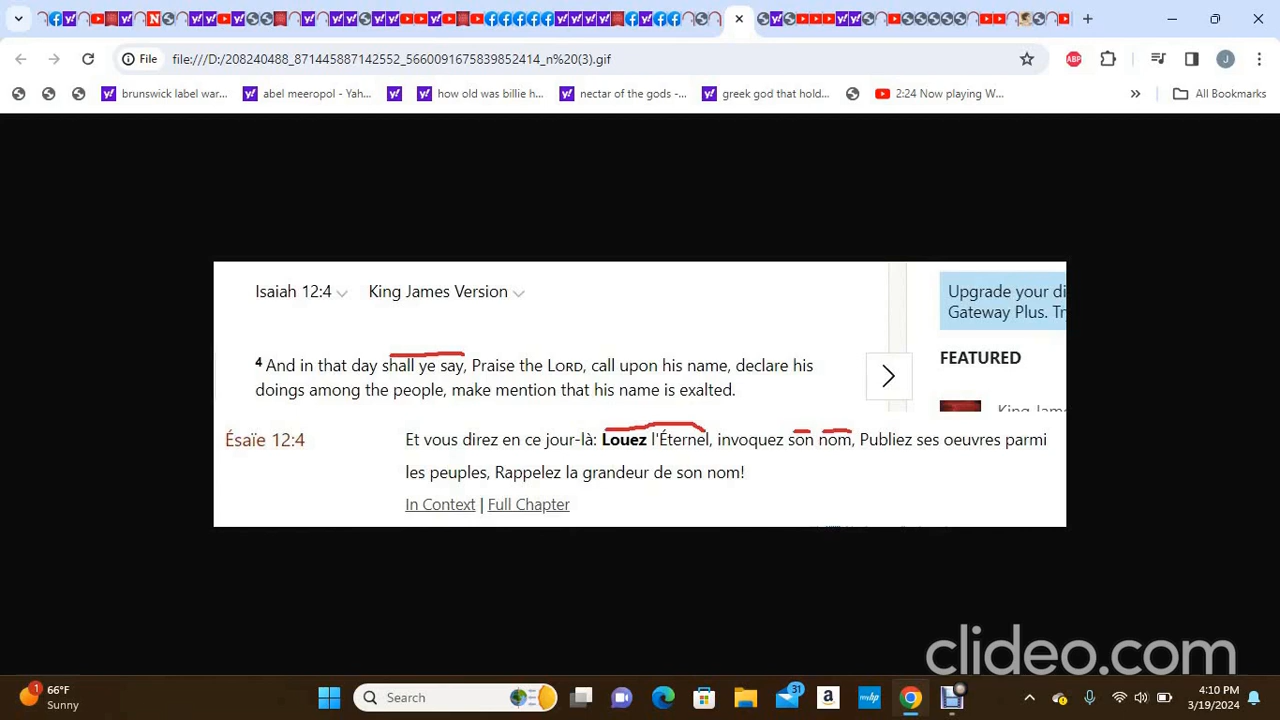 File file:///D:/208240488_871445887142552_5660091675839852414_n%20(3).gif
brunswick label war... abel meeropol - Yah... how old was billie h... nectar of the gods -... greek god that hold... 2:24 Now playing W... All Bookmarks
Isaiah 12:4 King James Version
4 And in that day shall ye say, Praise the LORD, call upon his name, declare his
doings among the people, make mention that his name is exalted.
Upgrade your di
Gateway Plus. Tr
FEATURED
King Jame
Ésaïe 12:4 Et vous direz en ce jour-là: Louez l'Éternel, invoquez son nom, Publiez ses oeuvres parmi
les peuples, Rappelez la grandeur de son nom!
In Context | Full Chapter
clideo.com
1 66°F
Sunny
Search
31
4:10 PM
3/19/2024